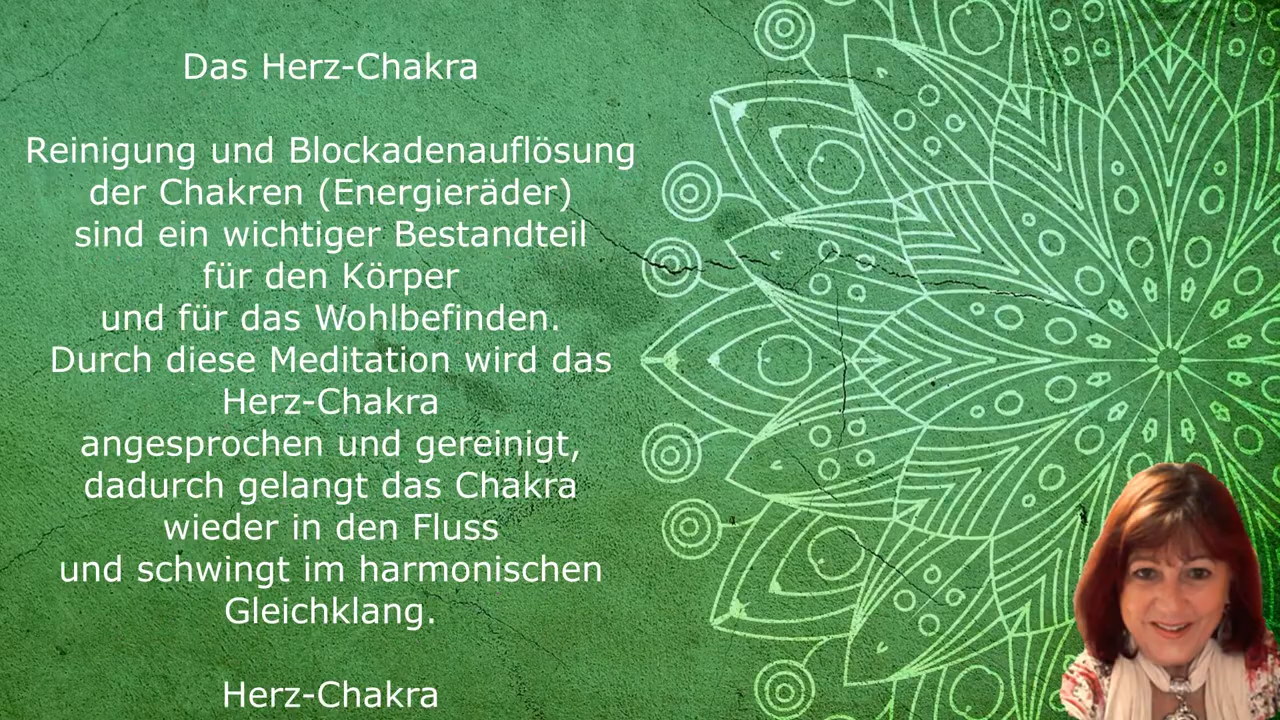 Das Herz-Chakra
Reinigung und Blockadenauflösung
der Chakren (Energieräder)
sind ein wichtiger Bestandteil
für den Körper
und für das Wohlbefinden.
Durch diese Meditation wird das
Herz-Chakra
angesprochen und gereinigt,
dadurch gelangt das Chakra
wieder in den Fluss
und schwingt im harmonischen
Gleichklang.
Herz-Chakra